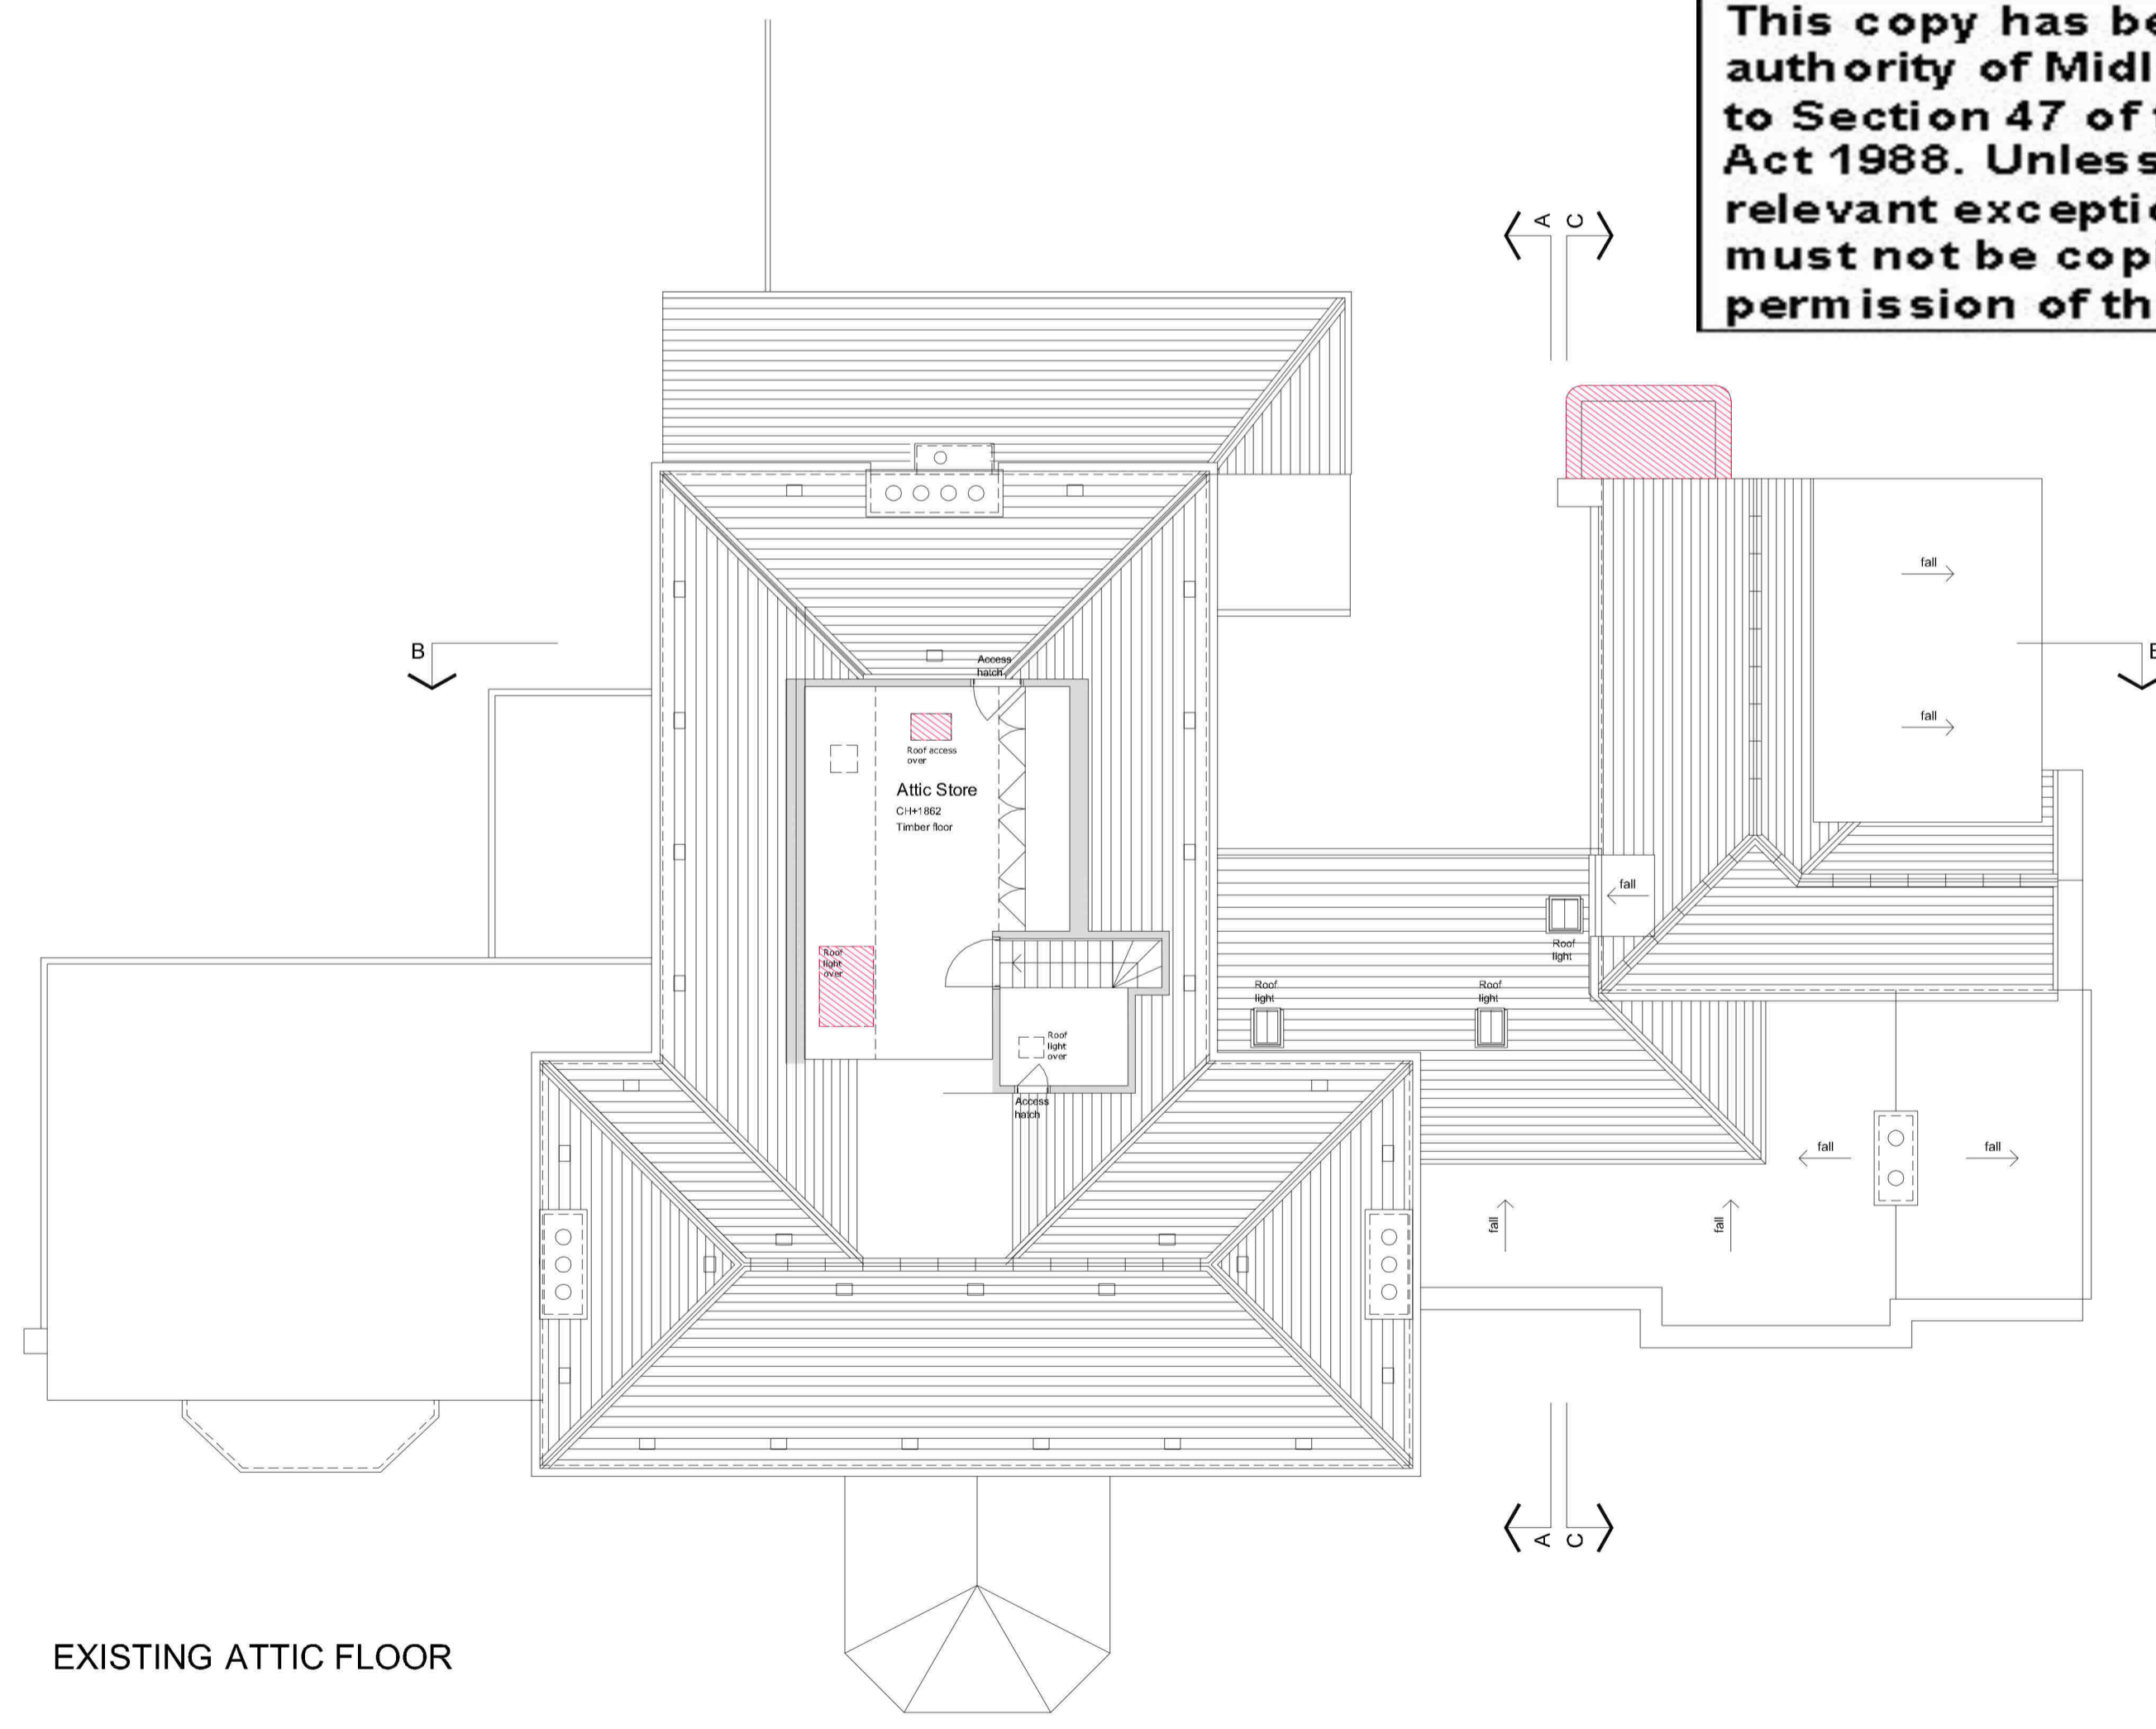 This copy has be
authority of Midl
to Section 47 of t
Act 1988. Unless
relevant excepti
must not be cop
permission of th
A C
fall
B
Access
hatch
fall
Roof access
over
Attic Store
CH+1862
Timber floor
fall
Roof
light
over
Roof
light
Roof
light
Roof
light
Roof
light
over
Access
hatch
fall
fall
fall
fall
A C
EXISTING ATTIC FLOOR